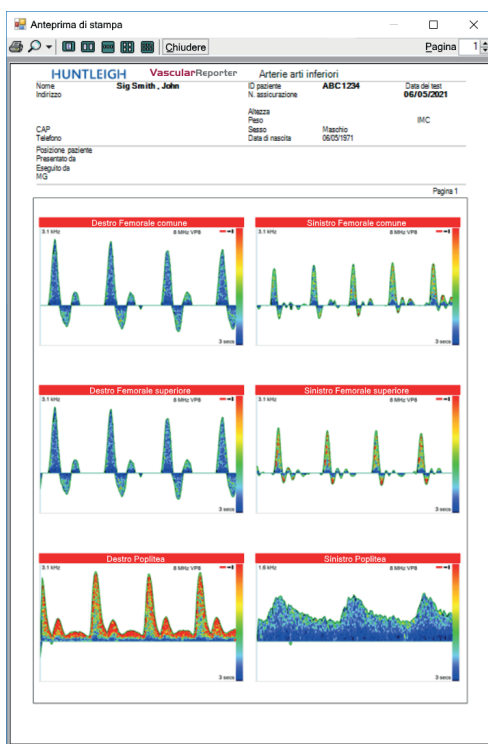 Anteprima di stampa
Chiudere
Pagina 1
HUNTLEIGH VascularReporter Arterie arti inferiori
Nome Sig Smith , John ID paziente ABC1234 Data dei test
Indirizzo N. assicurazione 06/05/2021
Altezza
Peso IMC
CAP Sesso Maschio
Telefono Data di nascita 06/05/1971
Posizione paziente
Presentato da
Eseguito da
MG
Pagina 1
Destro Femorale comune Sinistro Femorale comune
3.1 kHz 8 MHz VP8 3.1 kHz 8 MHz VP8
3 secs 3 secs
Destro Femorale superiore Sinistro Femorale superiore
3.1 kHz 8 MHz VP8 3.1 kHz 8 MHz VP8
3 secs 3 secs
Destro Poplitea Sinistro Poplitea
3.1 kHz 8 MHz VP8 1.6 kHz 8 MHz VP8
3 secs 3 secs